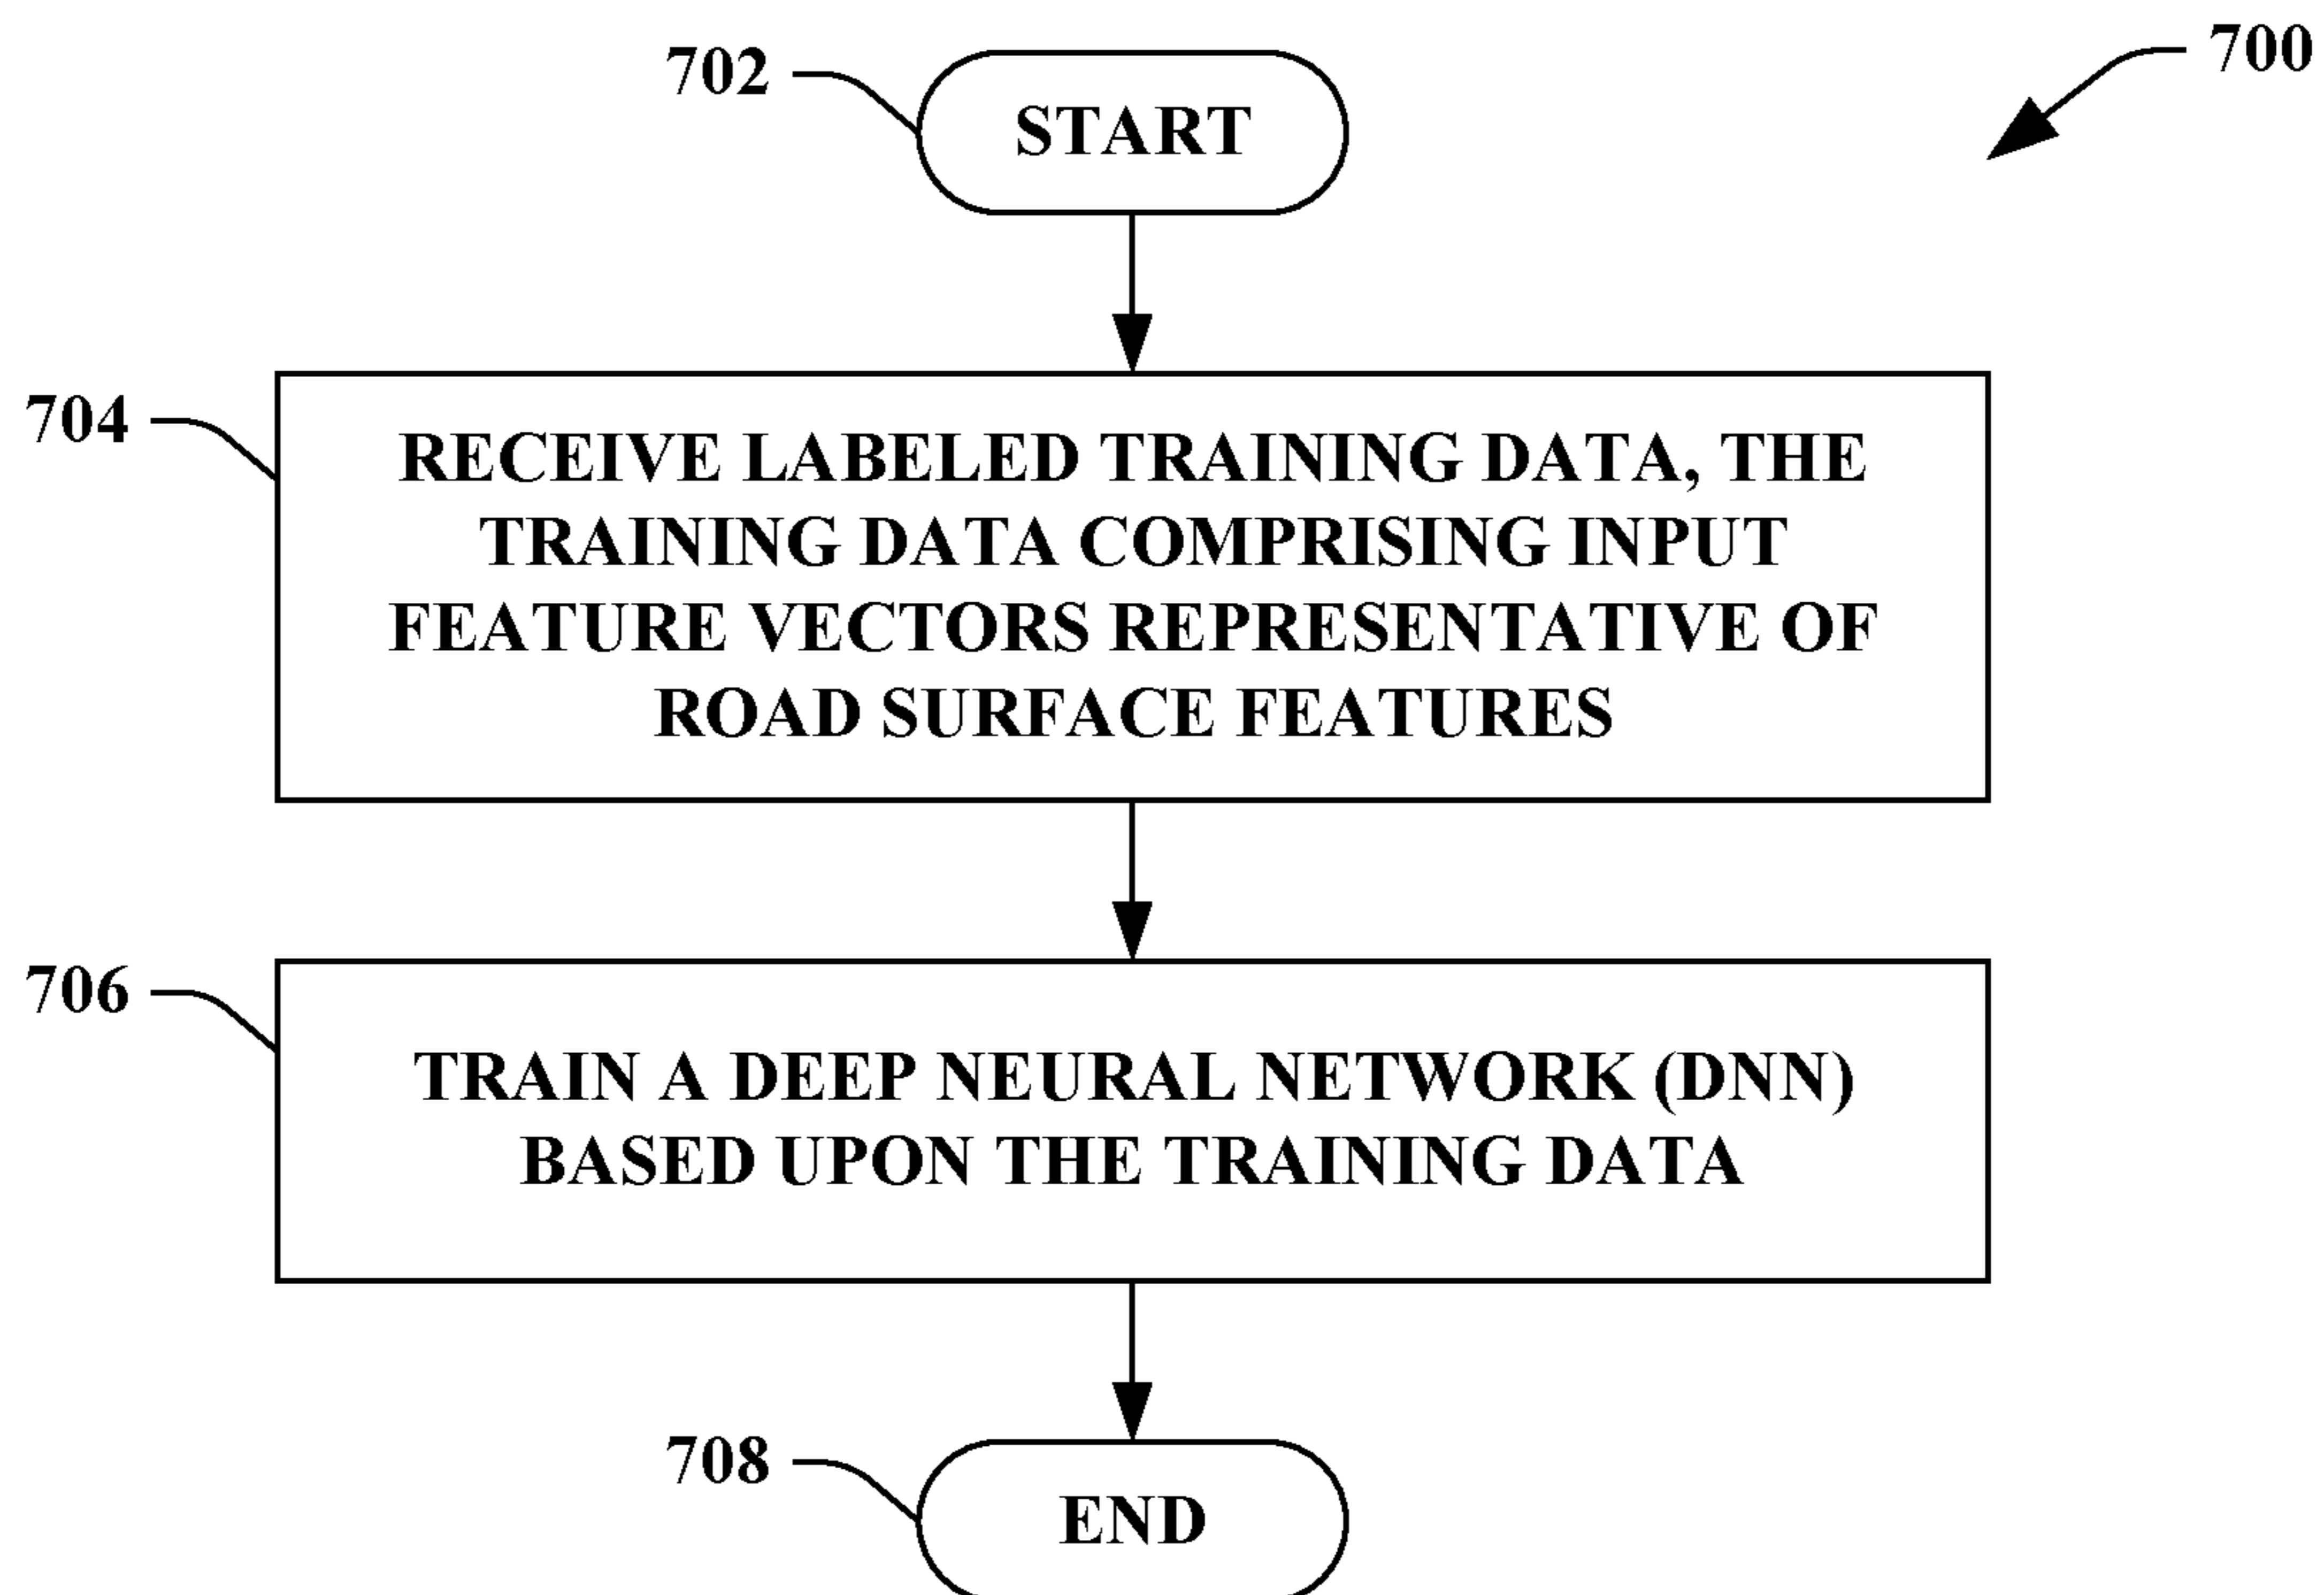 700
702
START
704
RECEIVE LABELED TRAINING DATA, THE
TRAINING DATA COMPRISING INPUT
FEATURE VECTORS REPRESENTATIVE OF
ROAD SURFACE FEATURES
706
TRAIN A DEEP NEURAL NETWORK (DNN)
BASED UPON THE TRAINING DATA
708
END